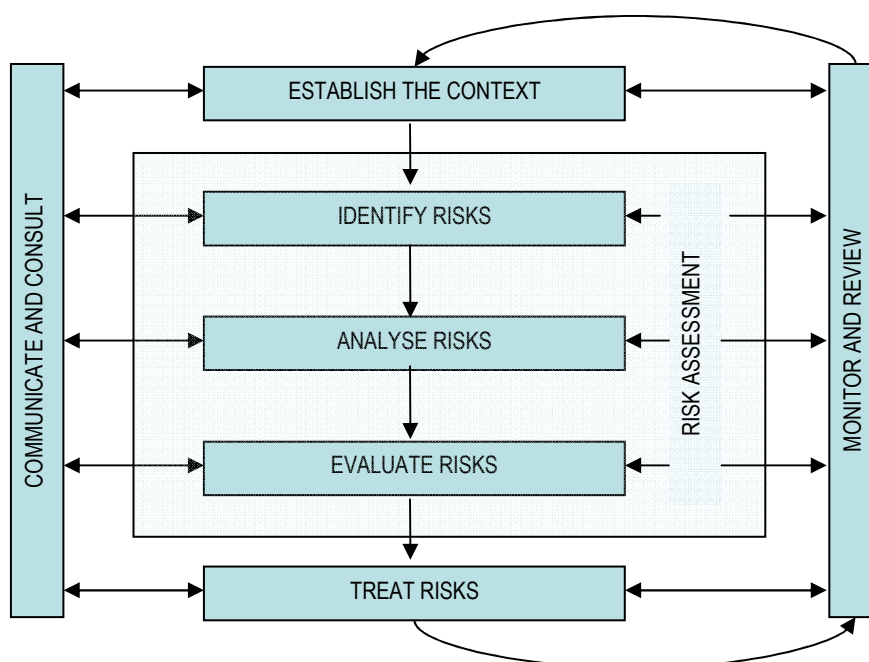 ESTABLISH THE CONTEXT
IDENTIFY RISKS
ANALYSE RISKS
EVALUATE RISKS
TREAT RISKS
COMMUNICATE AND CONSULT
RISK ASSESSMENT
MONITOR AND REVIEW